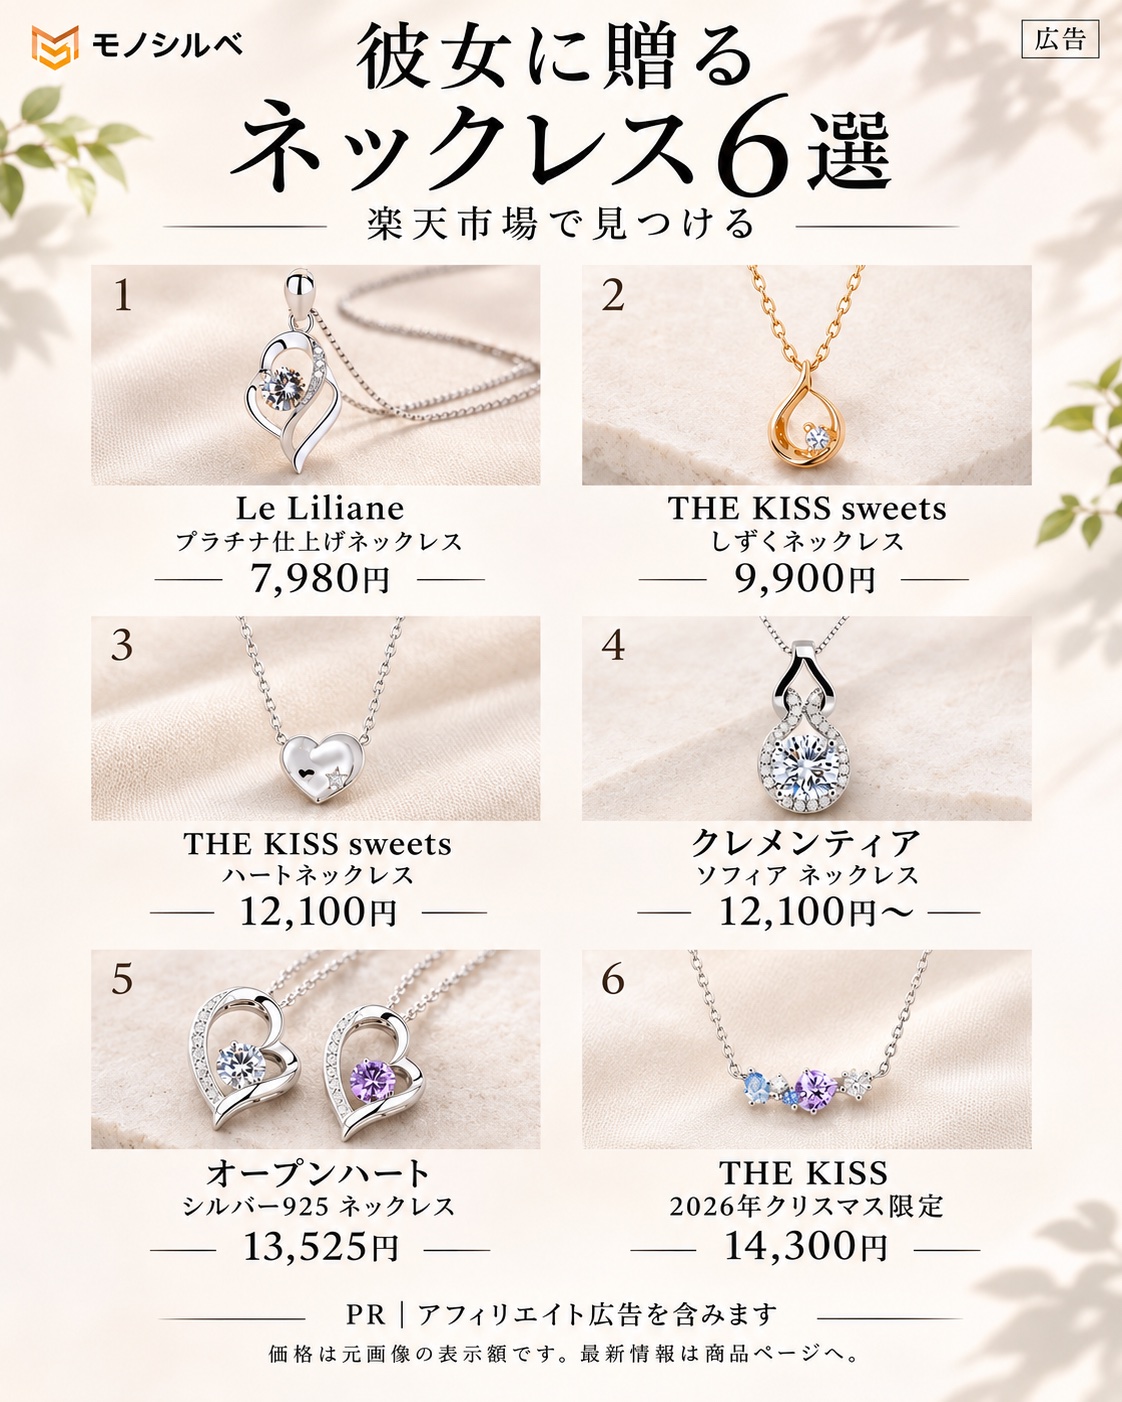 モノシルベ
広告
彼女に贈る
ネックレス6選
楽天市場で見つける
1
Le Liliane
プラチナ仕上げネックレス
7,980円
2
THE KISS sweets
しずくネックレス
9,900円
3
THE KISS sweets
ハートネックレス
12,100円
4
クレメンティア
ソフィア ネックレス
12,100円～
5
オープンハート
シルバー925 ネックレス
13,525円
6
THE KISS
2026年クリスマス限定
14,300円
PR｜アフィリエイト広告を含みます
価格は元画像の表示額です。最新情報は商品ページへ。